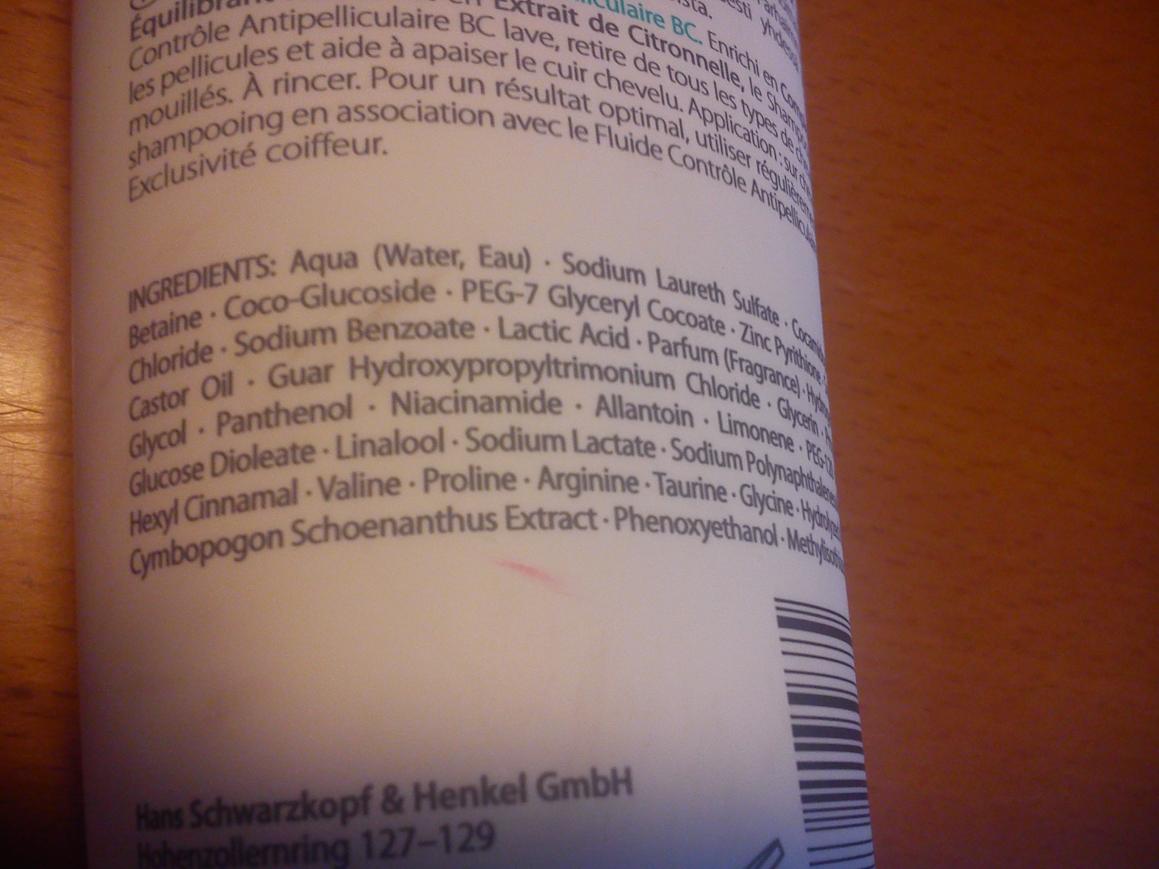 Équilibrant Extrait de Citronnelle, le
Contrôle Antipelliculaire BC lave, retire de tous les types de
les pellicules et aide à apaiser le cuir chevelu. Application : sur
mouillés. À rincer. Pour un résultat optimal, utiliser
shampooing en association avec le Fluide Contrôle
Exclusivité coiffeur.
INGREDIENTS: Aqua (Water, Eau) · Sodium Laureth Sulfate ·
Betaine · Coco-Glucoside · PEG-7 Glyceryl Cocoate · Zinc Pyrithione ·
Chloride · Sodium Benzoate · Lactic Acid · Parfum (Fragrance) ·
Castor Oil · Guar Hydroxypropyltrimonium Chloride · Glycerin ·
Glycol · Panthenol · Niacinamide · Allantoin · Limonene ·
Glucose Dioleate · Linalool · Sodium Lactate · Sodium
Hexyl Cinnamal · Valine · Proline · Arginine · Taurine · Glycine ·
Cymbopogon Schoenanthus Extract · Phenoxyethanol ·
Hans Schwarzkopf & Henkel GmbH
Hohenzollernring 127–129